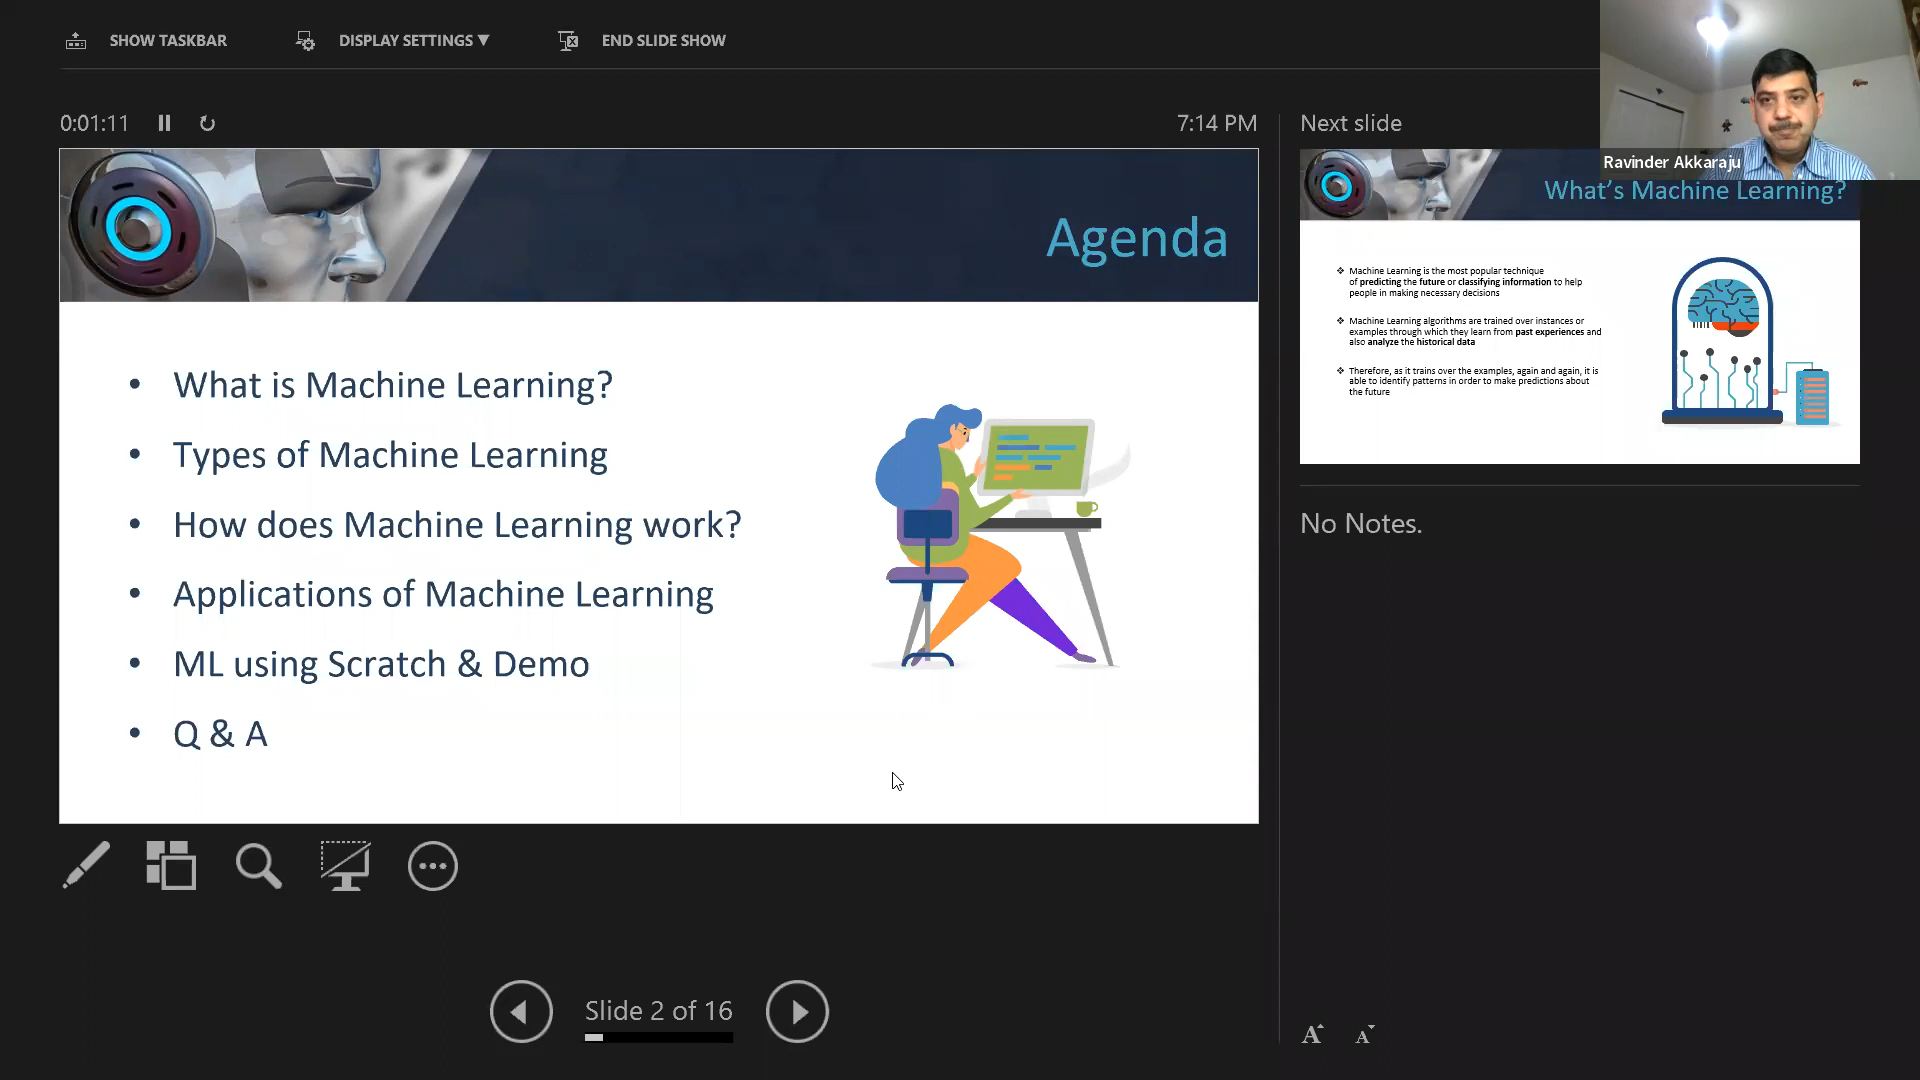 SHOW TASKBAR
DISPLAY SETTINGS ▼
END SLIDE SHOW
0:01:11
7:14 PM
Agenda
• What is Machine Learning?
• Types of Machine Learning
• How does Machine Learning work?
• Applications of Machine Learning
• ML using Scratch & Demo
• Q & A
Slide 2 of 16
Next slide
Ravinder Akkaraju
What's Machine Learning?
❖ Machine Learning is the most popular technique
of predicting the future or classifying information to help
people in making necessary decisions
❖ Machine Learning algorithms are trained over instances or
examples through which they learn from past experiences and
also analyze the historical data
❖ Therefore, as it trains over the examples, again and again, it is
able to identify patterns in order to make predictions about
the future
No Notes.
A A